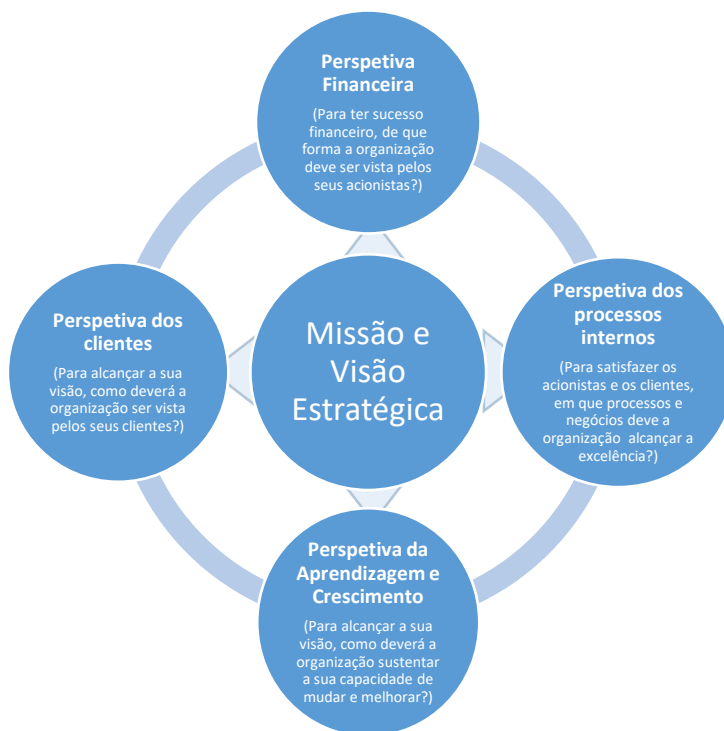 Perspetiva
Financeira
(Para ter sucesso
financeiro, de que
forma a organização
deve ser vista pelos
seus acionistas?)
Perspetiva dos
clientes
(Para alcançar a sua
visão, como deverá a
organização ser vista
pelos seus clientes?)
Missão e
Visão
Estratégica
Perspetiva dos
processos
internos
(Para satisfazer os
acionistas e os clientes,
em que processos e
negócios deve a
organização alcançar a
excelência?)
Perspetiva da
Aprendizagem e
Crescimento
(Para alcançar a sua
visão, como deverá a
organização sustentar
a sua capacidade de
mudar e melhorar?)